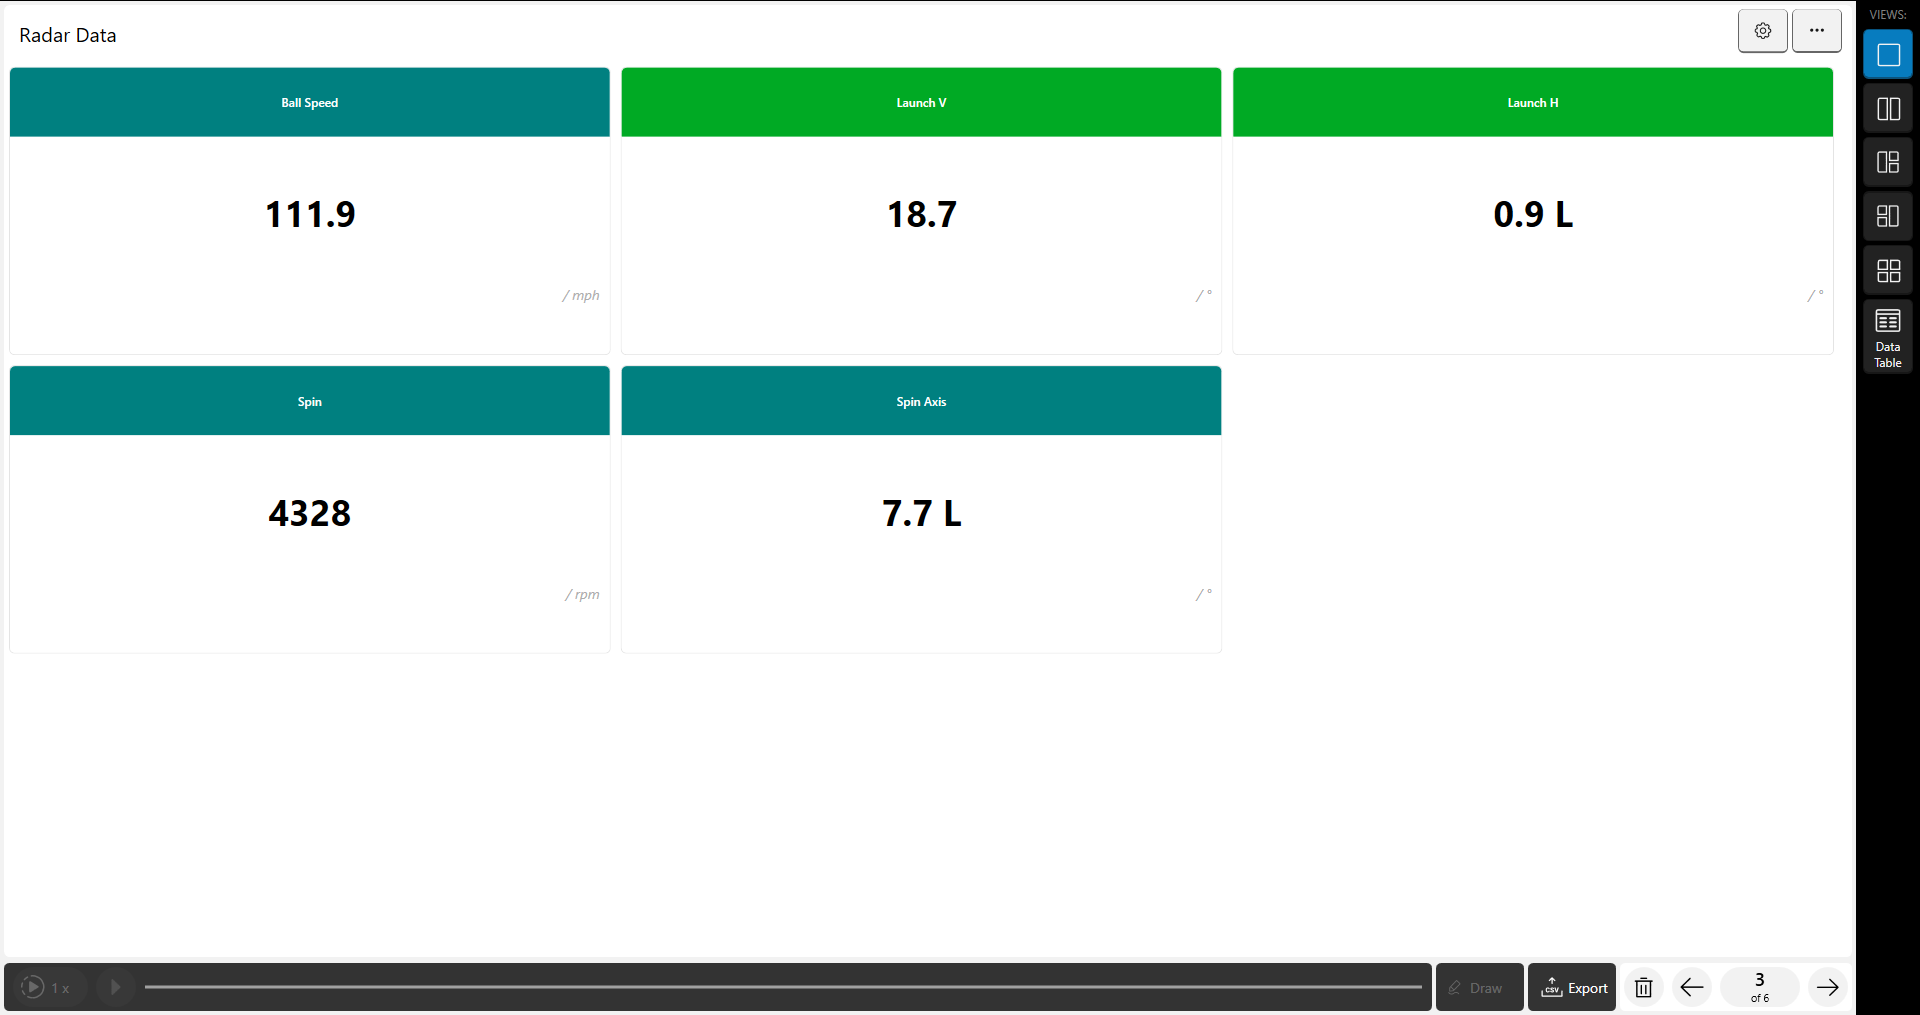 VIEWS:
Radar Data
...
Ball Speed
Launch V
Launch H
111.9
18.7
0.9 L
/ mph
/ °
/ °
Data
Table
Spin
Spin Axis
4328
7.7 L
/ rpm
/ °
1 x
Draw
CSV
Export
3
of 6